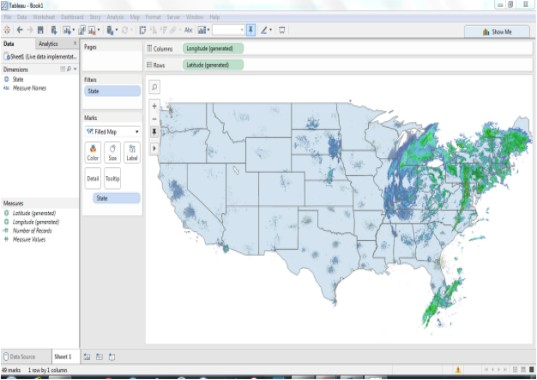 Tableau - Book1
File Data Worksheet Dashboard Story Analysis Map Format Server Window Help
Abc
Show Me
Data Analytics
Sheet1 (Live data implementat...
Dimensions
State
Abc Measure Names
Measures
Latitude (generated)
Longitude (generated)
Number of Records
Measure Values
Pages
Filters
State
Marks
Filled Map
Color Size Label
Detail Tooltip
State
Columns Longitude (generated)
Rows Latitude (generated)
Data Source Sheet 1
49 marks 1 row by 1 column